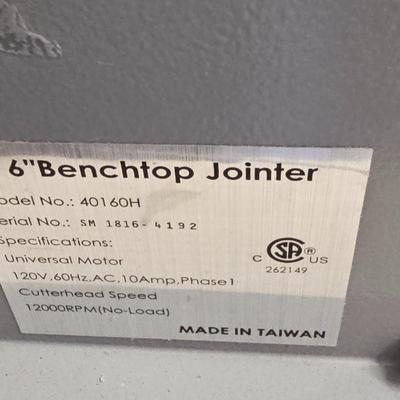 6"Benchtop Jointer
odel No.: 40160H
erial No.: SM 1816-4192
Specifications:
Universal Motor
C SA ® US
262149
120V,60Hz,AC,10Amp,Phase1
Cutterhead Speed
12000RPM(No-Load)
MADE IN TAIWAN